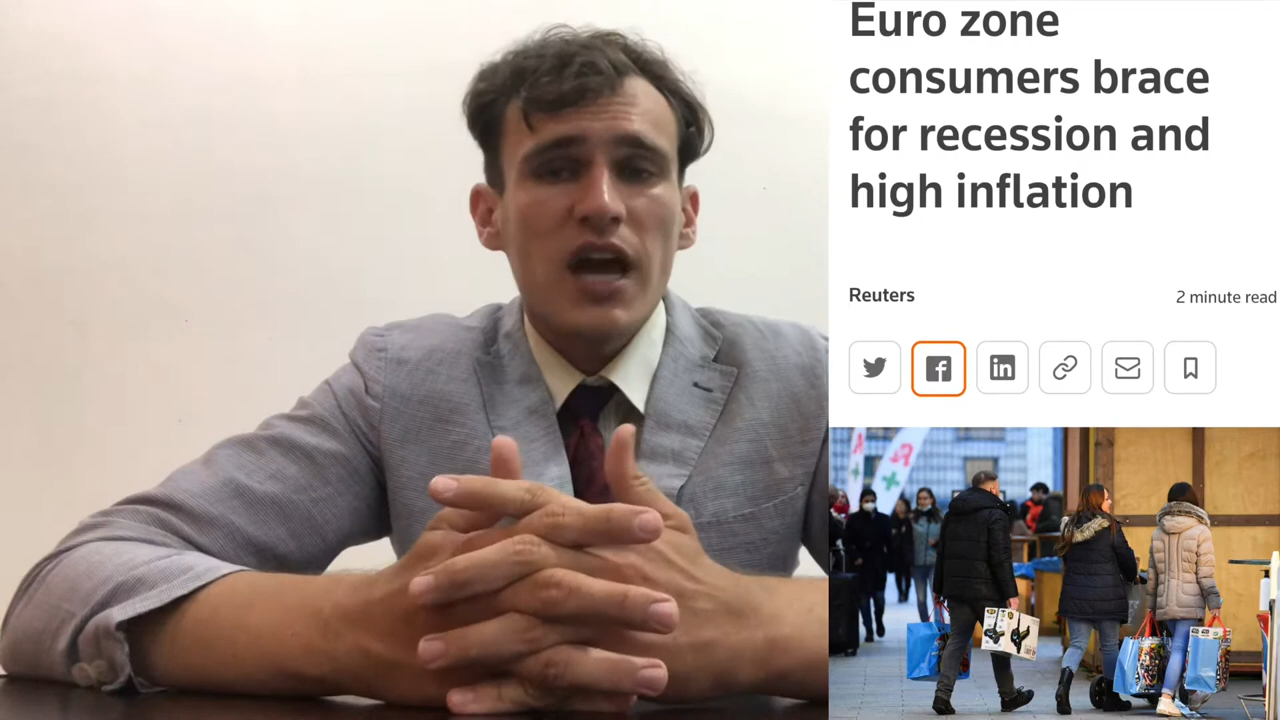 Euro zone
consumers brace
for recession and
high inflation
Reuters
2 minute read